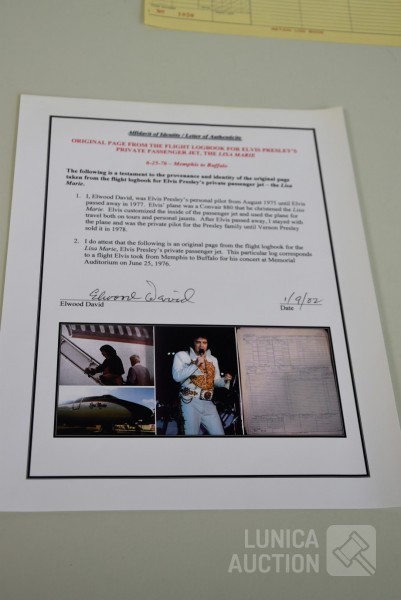 Affidavit of Identity / Letter of Authenticity
ORIGINAL PAGE FROM THE FLIGHT LOGBOOK FOR ELVIS PRESLEY'S
PRIVATE PASSENGER JET, THE LISA MARIE
6-25-76 – Memphis to Buffalo
The following is a testament to the provenance and identity of the original page
taken from the flight logbook for Elvis Presley's private passenger jet – the Lisa
Marie.
1. I, Elwood David, was Elvis Presley's personal pilot from August 1975 until Elvis
passed away in 1977. Elvis' plane was a Convair 880 that he christened the Lisa
Marie. Elvis customized the inside of the passenger jet and used the plane for
travel both on tours and personal jaunts. After Elvis passed away, I stayed with
the plane and was the private pilot for the Presley family until Vernon Presley
sold it in 1978.
2. I do attest that the following is an original page from the flight logbook for the
Lisa Marie, Elvis Presley's private passenger jet. This particular log corresponds
to a flight Elvis took from Memphis to Buffalo for his concert at Memorial
Auditorium on June 25, 1976.
Elwood David 1/9/02
Elwood David Date
LUNICA
AUCTION